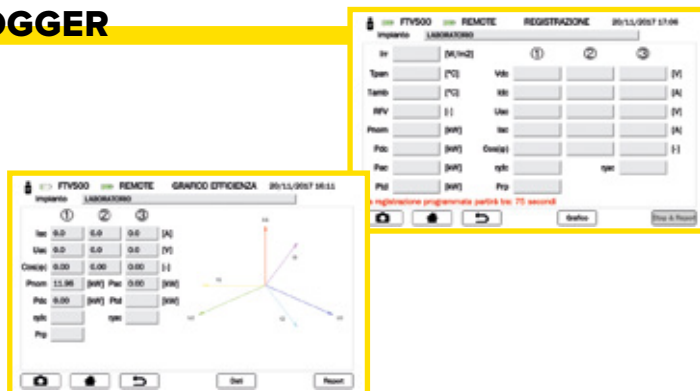 OGGER
FTV500 REMOTE REGISTRAZIONE 20/11/2017 17:06
Impianto LABORATORIO
Irr [W/m2] 1 2 3
Tpan [°C] Vdc [V]
Tamb [°C] Idc [A]
RFV [-] Uac [V]
Pnom [kW] Iac [A]
Pdc [kW] Cos(φ) [-]
Pac [kW] ηdc ηac
Ptd [kW] Prp
a registrazione programmata partirà tra: 75 secondi
Grafico Stop & Report
FTV500 REMOTE GRAFICO EFFICIENZA 20/11/2017 16:11
Impianto LABORATORIO
1 2 3
Iac 0.0 0.0 0.0 [A]
Uac 0.0 0.0 0.0 [V]
Cos(φ) 0.00 0.00 0.00 [-]
Pnom 11.96 [kW] Pac 0.00 [kW]
Pdc 0.00 [kW] Ptd [kW]
ηdc ηac
Prp
Dati Report